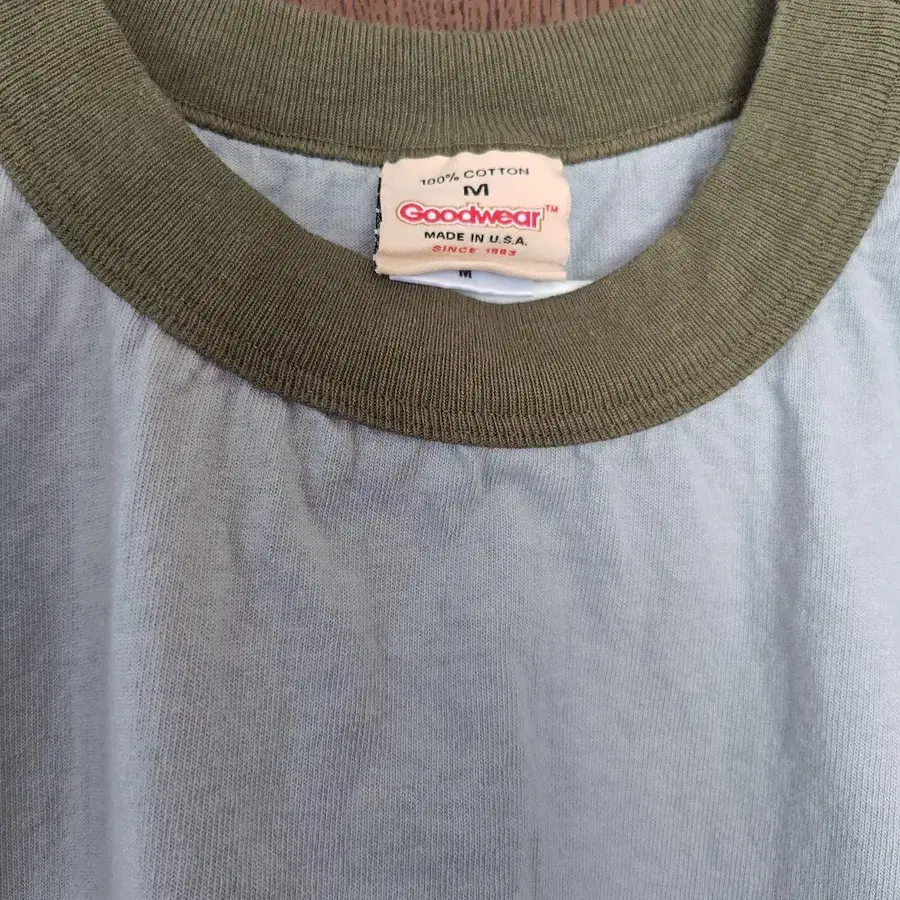 100% COTTON
M
Goodwear™
MADE IN U.S.A.
SINCE 1983
M